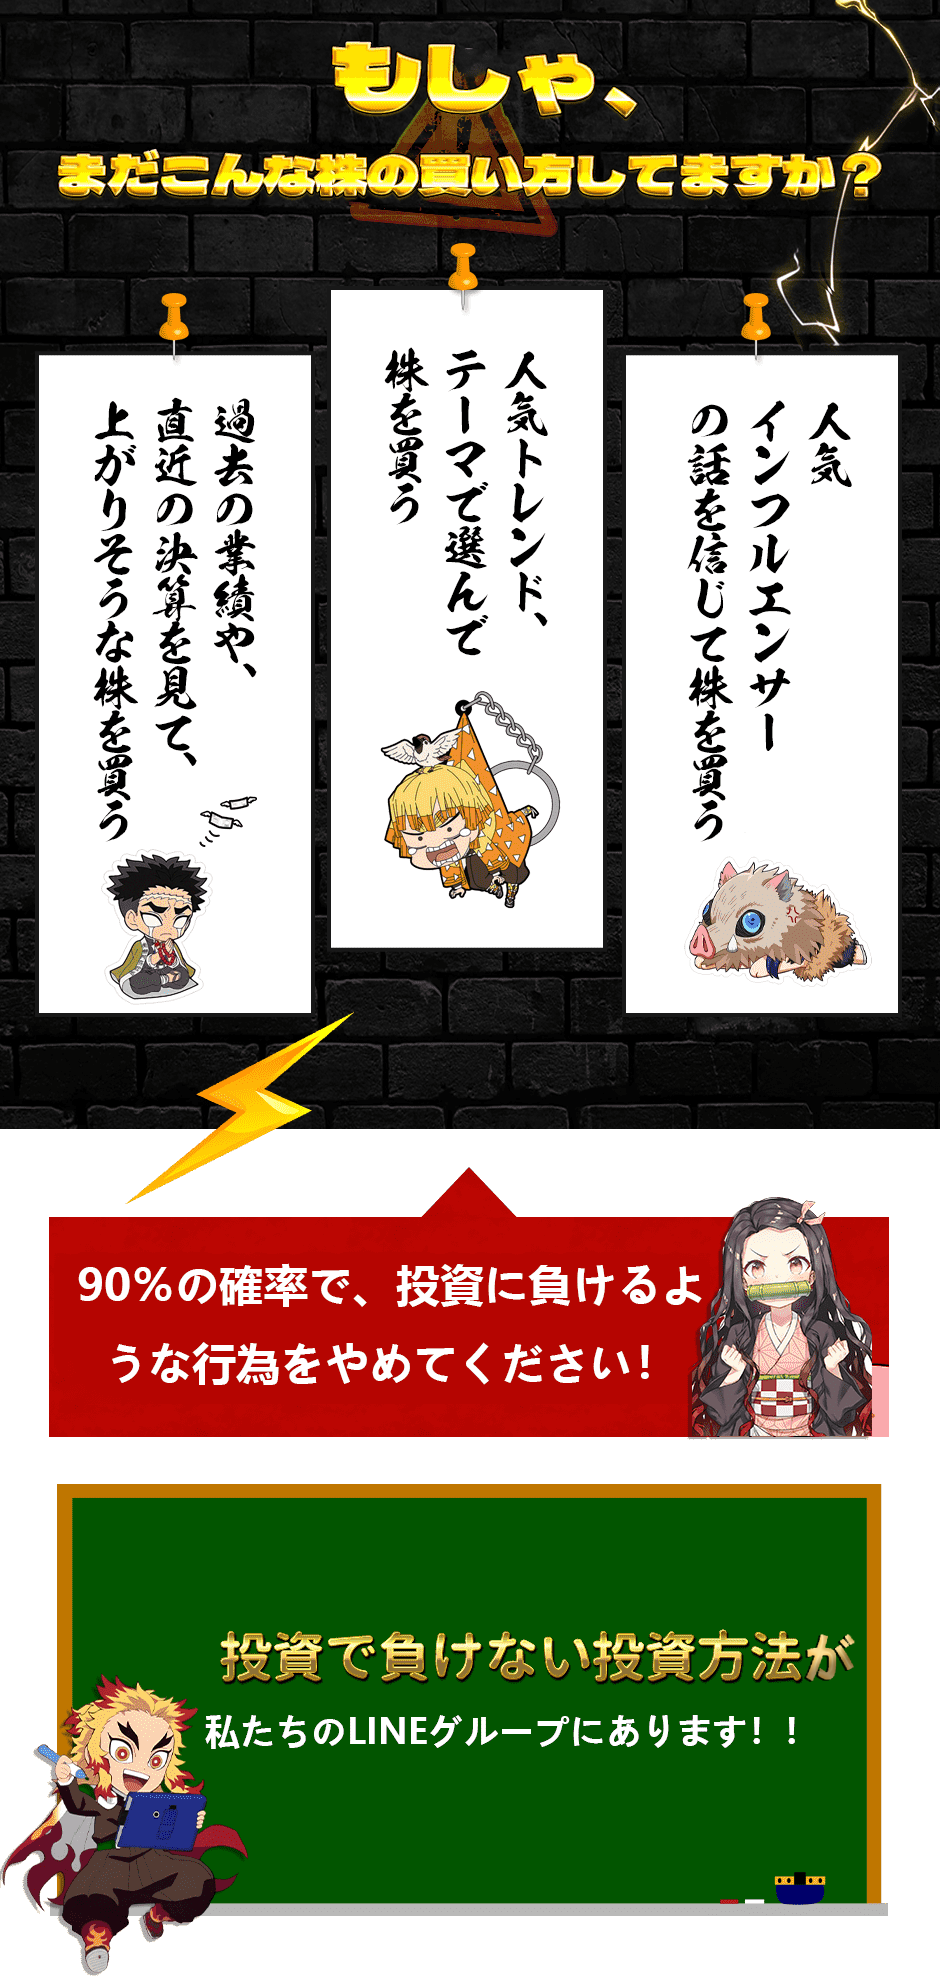 もしゃ、
まだこんな株の買い方してますか？
人気
インフルエンサー
の話を信じて株を買う
人気トレンド、
テーマで選んで
株を買う
過去の業績や、
直近の決算を見て、
上がりそうな株を買う
90%の確率で、投資に負けるよ
うな行為をやめてください！
投資で負けない投資方法が
私たちのLINEグループにあります！！